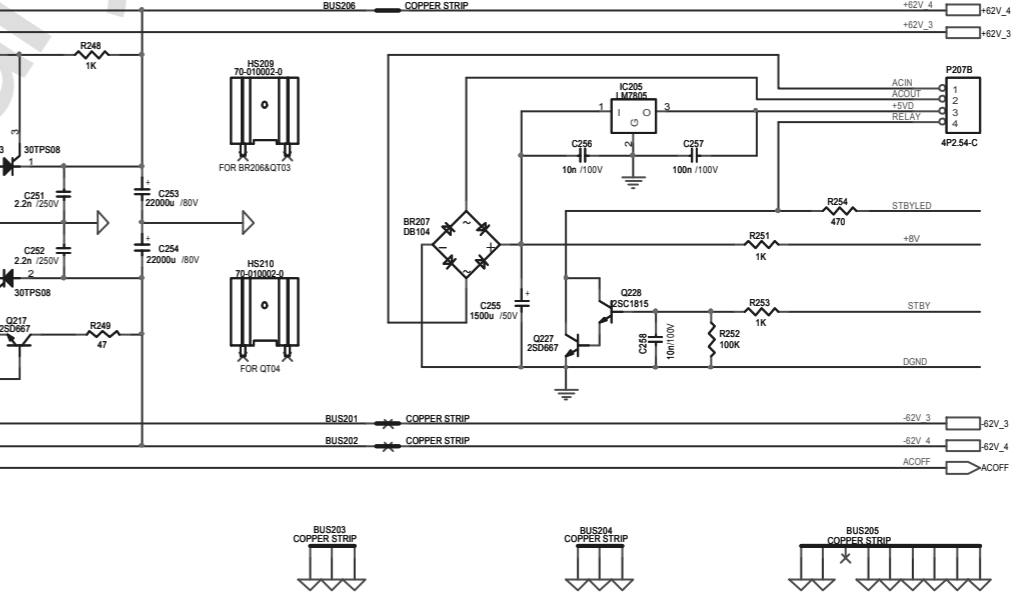 BUS206 COPPER STRIP +62V_4 +62V_4
+62V_3 +62V_3
R248
1K
HS209
70-010002-0
FOR BR206&QT03
3
3 30TPS08
1
C251
2.2n /250V
+
C253
22000u /80V
C252
2.2n /250V
C254
22000u /80V
2
30TPS08
Q217
2SD667
R249
47
HS210
70-010002-0
FOR QT04
BR207
DB104
~
− +
~
IC205
LM7805
1 I O 3
G
2
C256
10n /100V
C257
100n /100V
P207B
ACIN 1
ACOUT 2
+5VD 3
RELAY 4
4P2.54-C
R254
470
STBYLED
R251
1K
+8V
+
C255
1500u /50V
Q228
2SC1815
Q227
2SD667
C258
10n/100V
R252
100K
R253
1K
STBY
DGND
BUS201 COPPER STRIP -62V_3 -62V_3
BUS202 COPPER STRIP -62V_4 -62V_4
ACOFF ACOFF
BUS203
COPPER STRIP
BUS204
COPPER STRIP
BUS205
COPPER STRIP